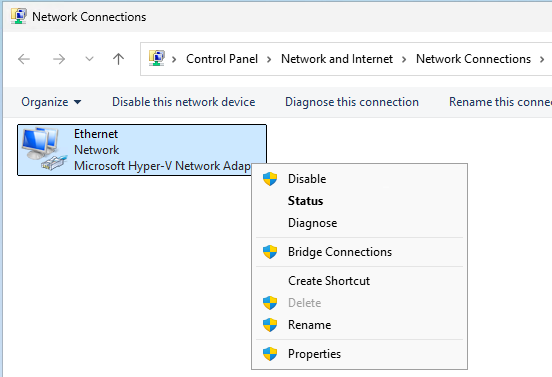 Network Connections
Control Panel > Network and Internet > Network Connections >
Organize Disable this network device Diagnose this connection Rename this conne
Ethernet
Network
Microsoft Hyper-V Network Adap
Disable
Status
Diagnose
Bridge Connections
Create Shortcut
Delete
Rename
Properties